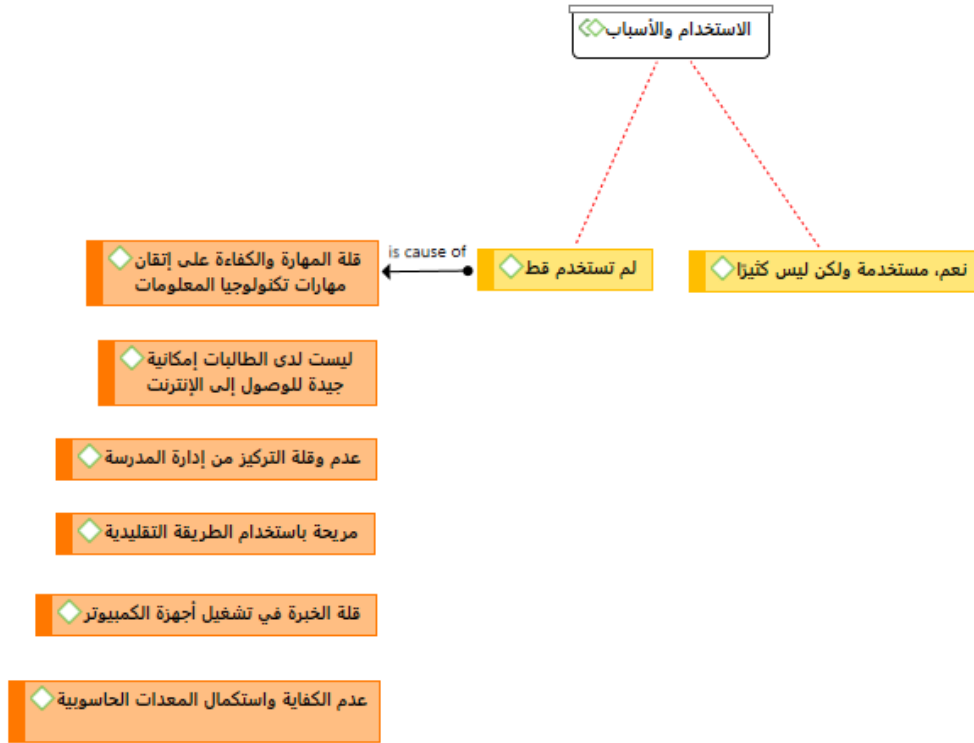 الاستخدام والأسباب
نعم، مستخدمة ولكن ليس كثيرًا
لم تستخدم قط
is cause of
قلة المهارة والكفاءة على إتقان
مهارات تكنولوجيا المعلومات
ليست لدى الطالبات إمكانية
جيدة للوصول إلى الإنترنت
عدم وقلة التركيز من إدارة المدرسة
مريحة باستخدام الطريقة التقليدية
قلة الخبرة في تشغيل أجهزة الكمبيوتر
عدم الكفاية واستكمال المعدات الحاسوبية